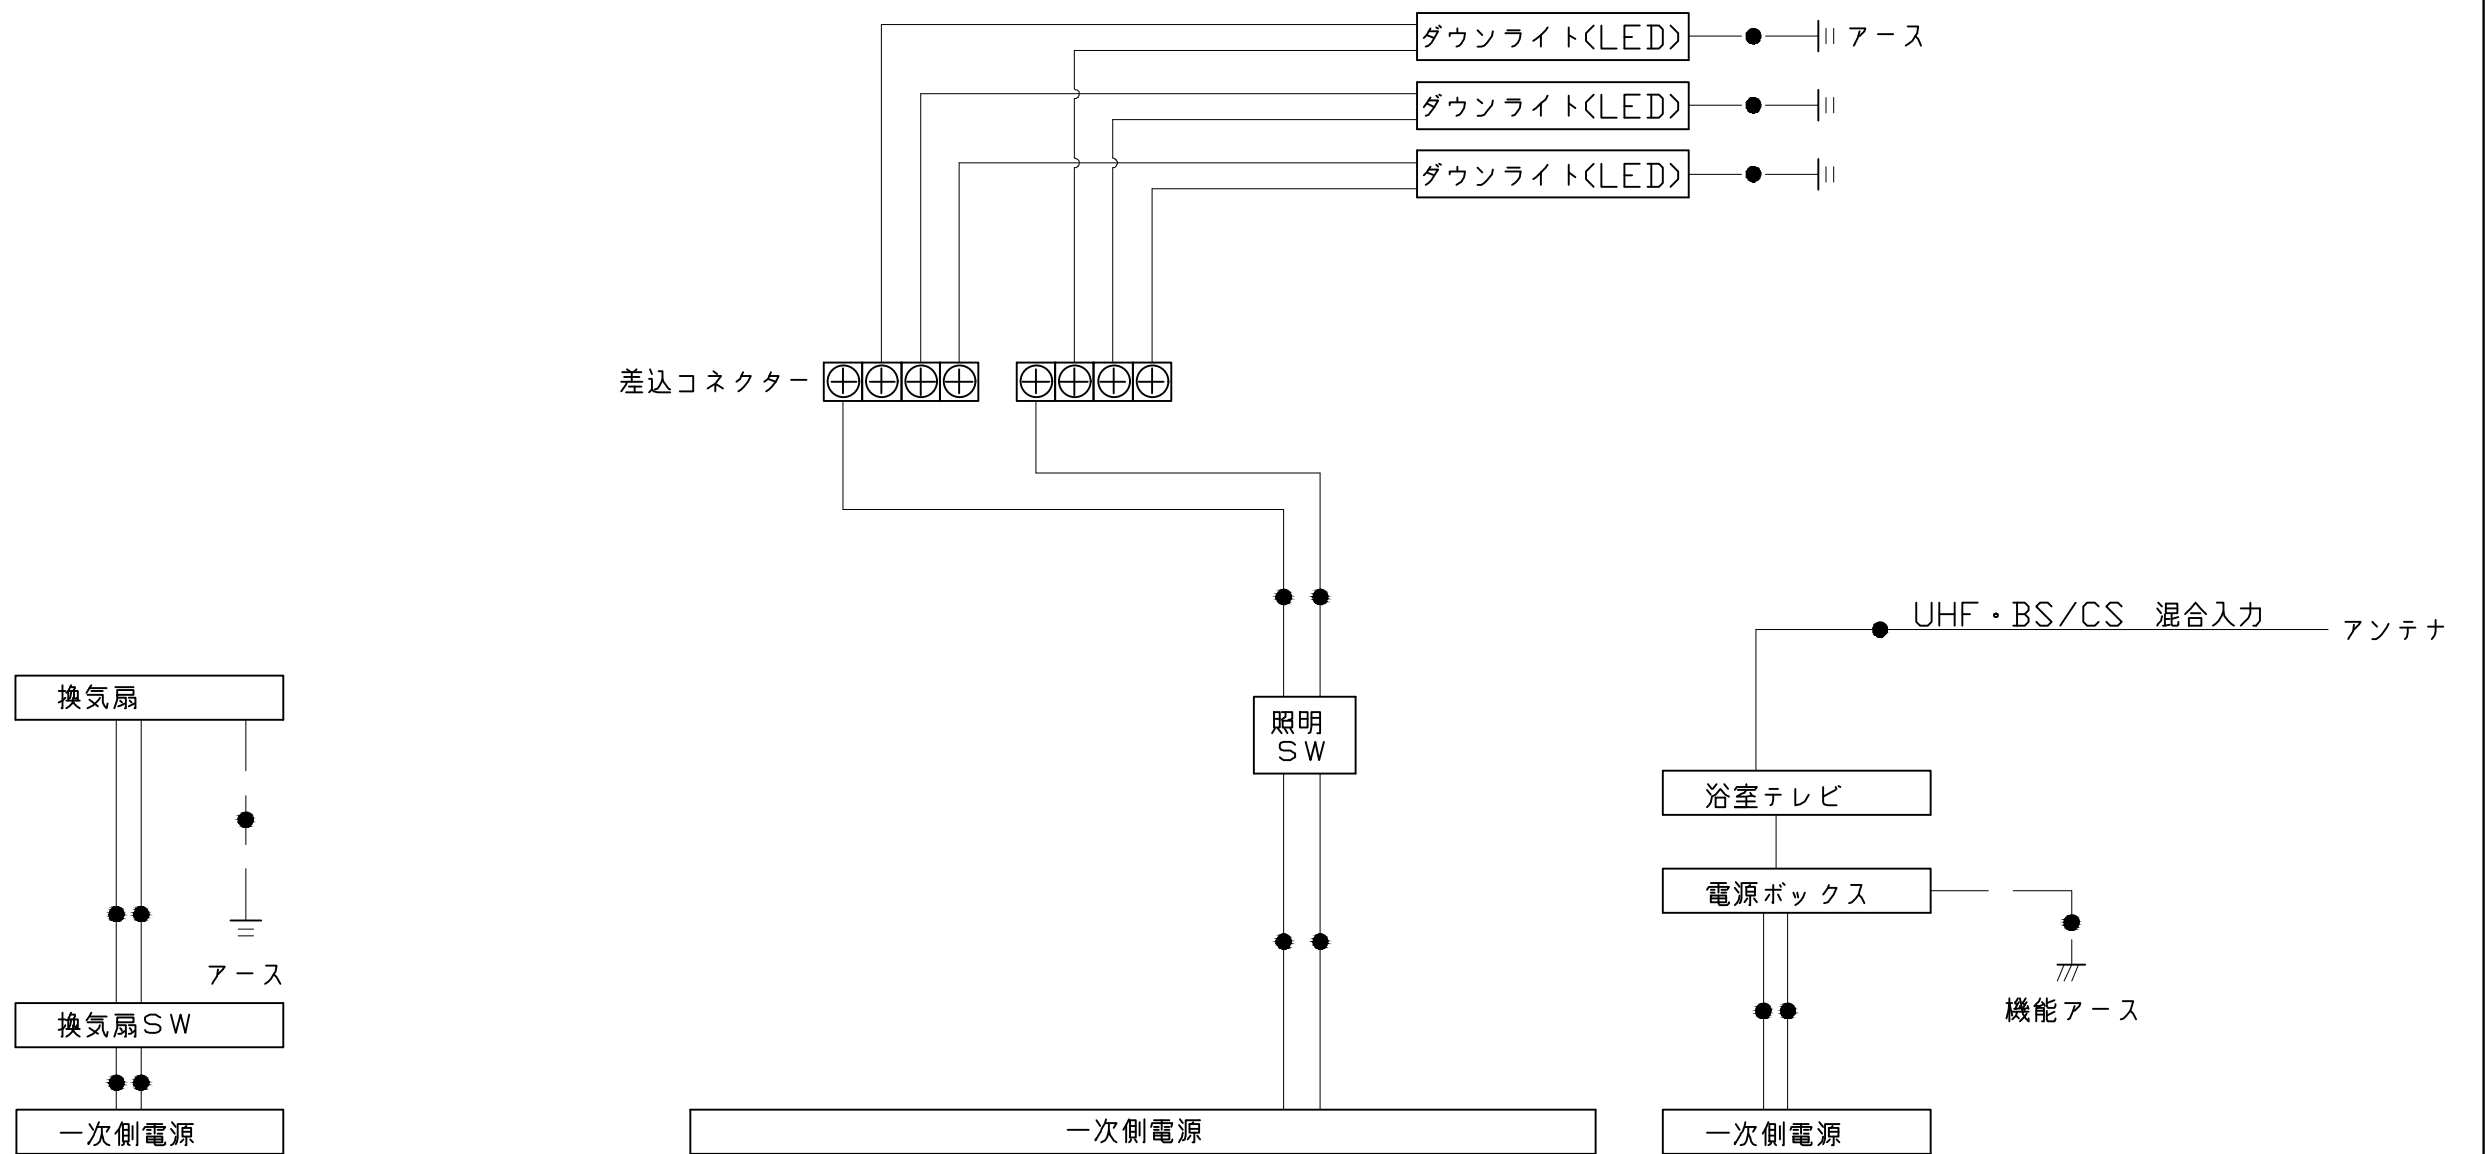 ダウンライト(LED)
アース
ダウンライト(LED)
ダウンライト(LED)
差込コネクター
UHF・BS/CS 混合入力
アンテナ
換気扇
照明
SW
浴室テレビ
電源ボックス
アース
機能アース
換気扇SW
一次側電源
一次側電源
一次側電源